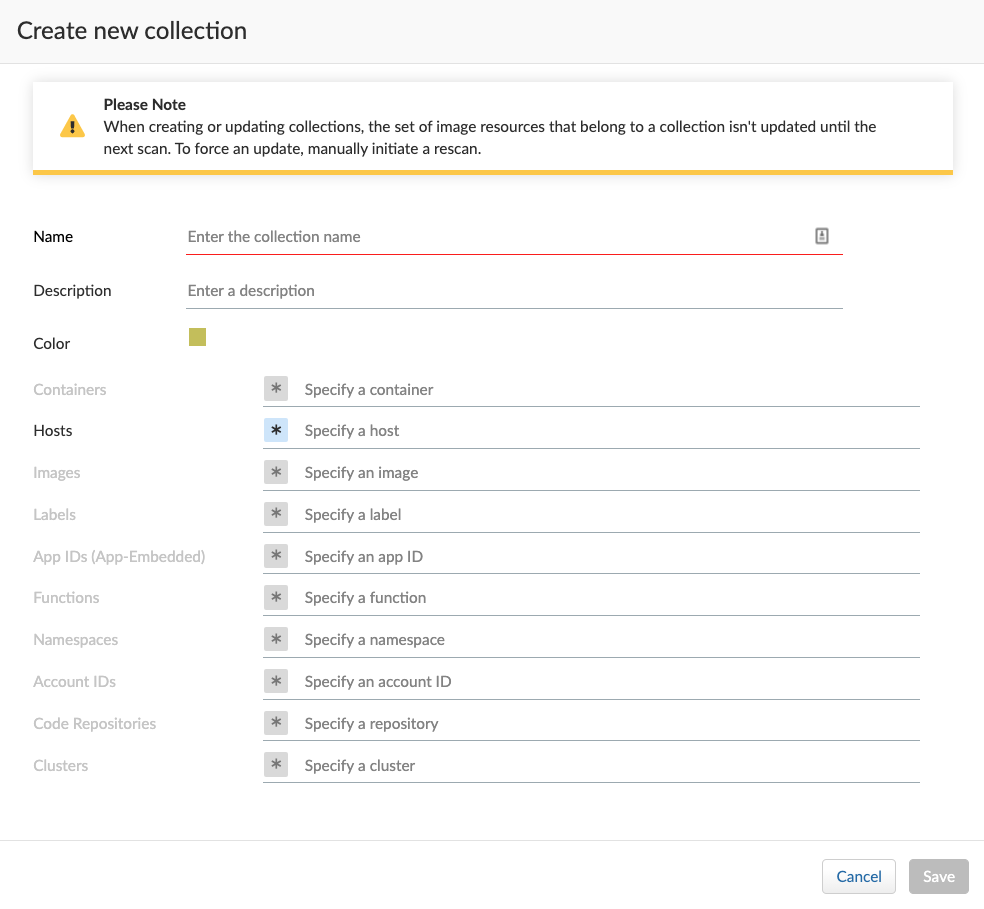 Create new collection
Please Note
When creating or updating collections, the set of image resources that belong to a collection isn't updated until the
next scan. To force an update, manually initiate a rescan.
Name Enter the collection name
Description Enter a description
Color
Containers * Specify a container
Hosts * Specify a host
Images * Specify an image
Labels * Specify a label
App IDs (App-Embedded) * Specify an app ID
Functions * Specify a function
Namespaces * Specify a namespace
Account IDs * Specify an account ID
Code Repositories * Specify a repository
Clusters * Specify a cluster
Cancel Save